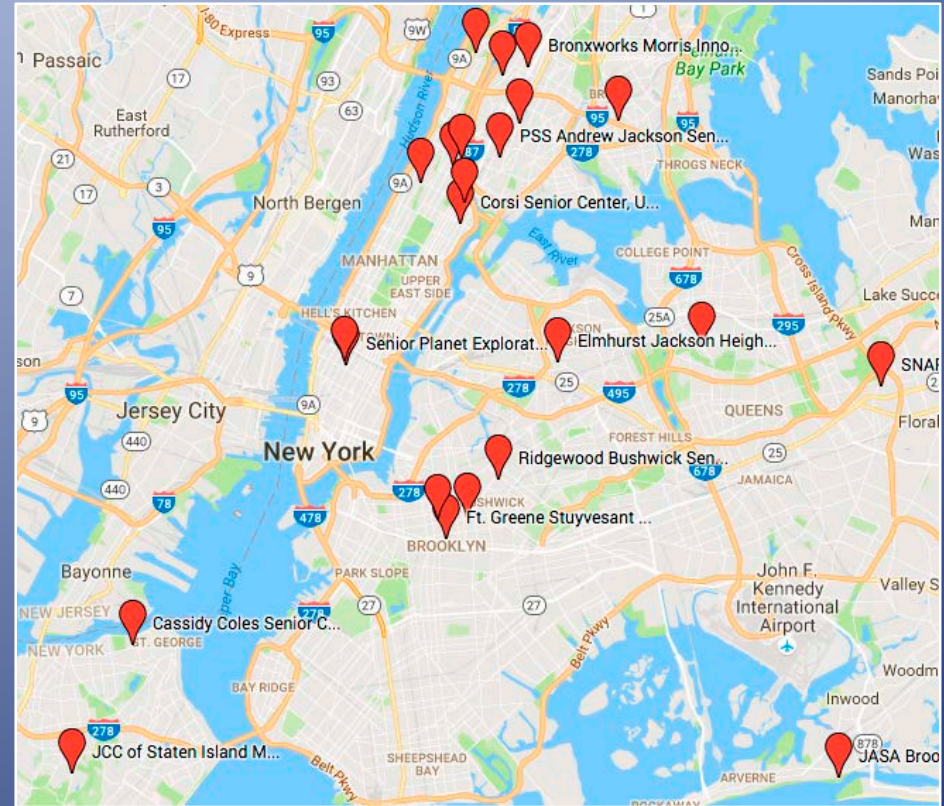 1
I-80 Express
95
9W
Passaic
9A
Bronxworks Morris Inno...
Bay Park
Sands Poi
Manorha
17
93
63
Hudson River
East
Rutherford
95
95
21
87
PSS Andrew Jackson Sen...
278
THROGS NECK
3
17
9A
North Bergen
Corsi Senior Center, U...
95
East River
COLLEGE POINT
MANHATTAN
9
UPPER
EAST SIDE
678
Cross Island Pkwy
7
Lake Succe
HELL'S KITCHEN
25A
295
Senior Planet Explorat...
Elmhurst Jackson Heigh...
SNAP
278
25
495
95
9
Jersey City
9A
QUEENS
Floral
440
FOREST HILLS
New York
Ridgewood Bushwick Sen...
678
25
JAMAICA
440
78
278
478
Ft. Greene Stuyvesant ...
BROOKLYN
Bayonne
PARK SLOPE
John F.
Kennedy
International
Airport
Valley S
NEW JERSEY
27
27
278
Cassidy Coles Senior C...
ST. GEORGE
NEW YORK
Belt Pkwy
Woodm
BAY RIDGE
Inwood
278
JCC of Staten Island M...
878
JASA Broo
SHEEPSHEAD
BAY
Belt Pkwy
ARVERNE
ROCKAWAY